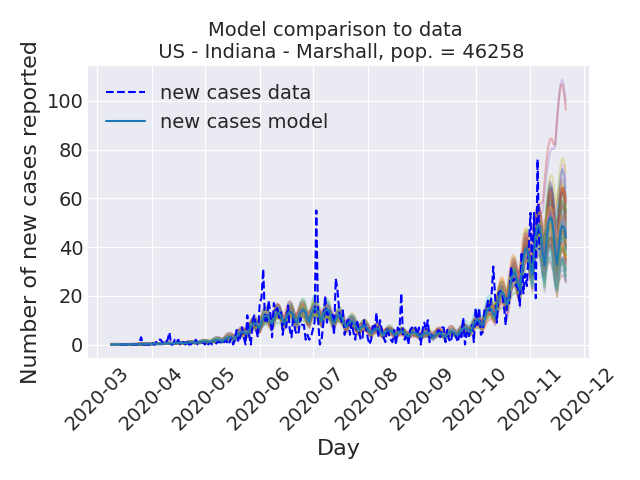 Model comparison to data
US - Indiana - Marshall, pop. = 46258
Number of new cases reported
100
80
60
40
20
0
new cases data
new cases model
2020-03
2020-04
2020-05
2020-06
2020-07
2020-08
2020-09
2020-10
2020-11
2020-12
Day